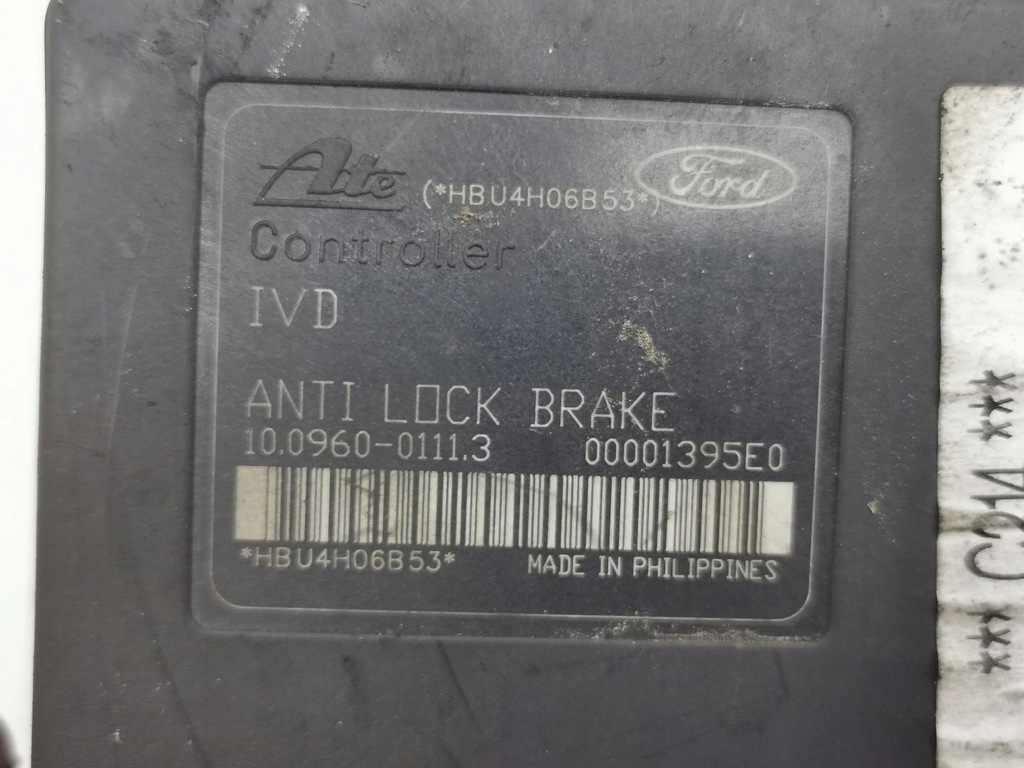 Ate (*HBU4H06B53*) Ford
Controller
IVD
ANTI LOCK BRAKE
10.0960-0111.3 00001395E0
*HBU4H06B53* MADE IN PHILIPPINES
*** C214 ***